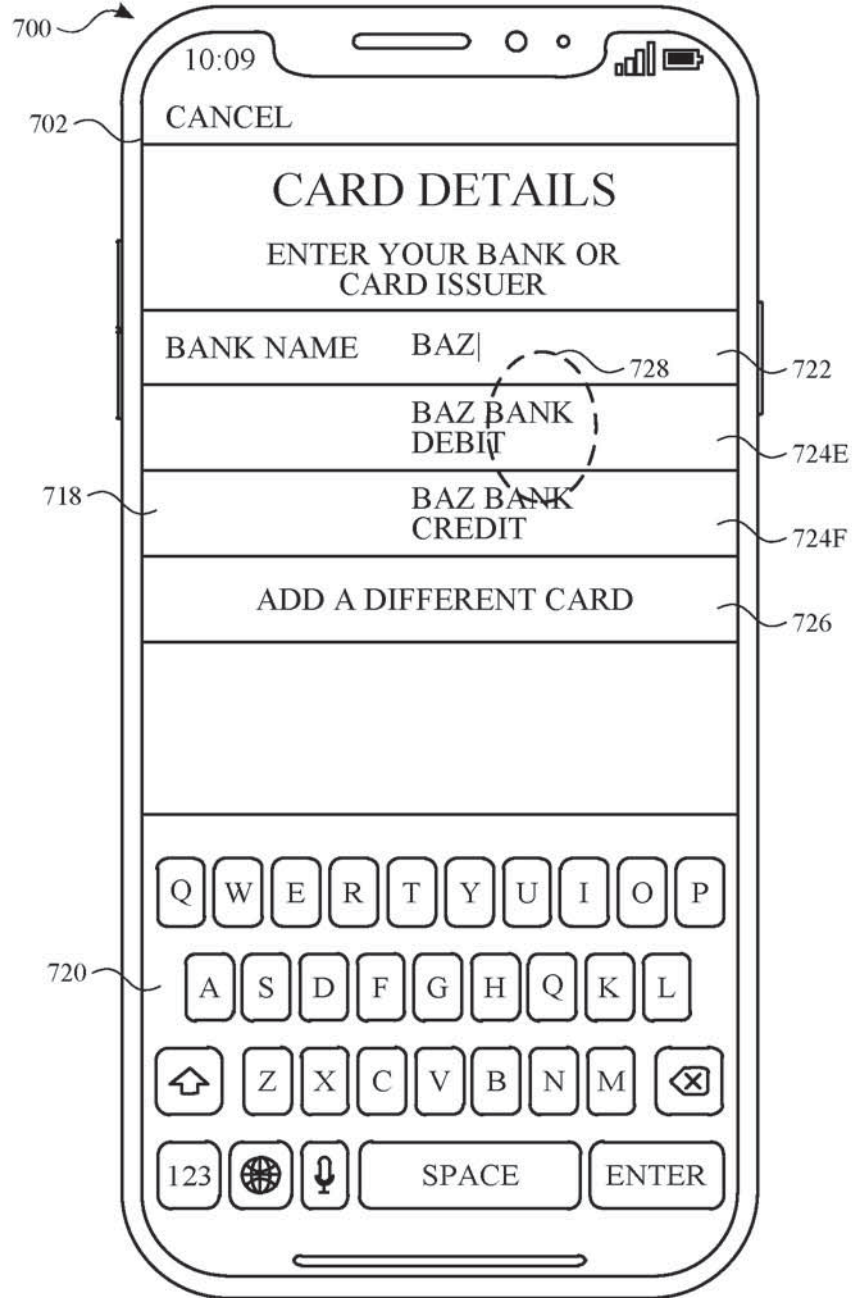 700
10:09
702
CANCEL
CARD DETAILS
ENTER YOUR BANK OR
CARD ISSUER
BANK NAME BAZ
728
722
BAZ BANK
DEBIT
724E
718
BAZ BANK
CREDIT
724F
ADD A DIFFERENT CARD
726
Q W E R T Y U I O P
720
A S D F G H Q K L
Z X C V B N M
123 SPACE ENTER